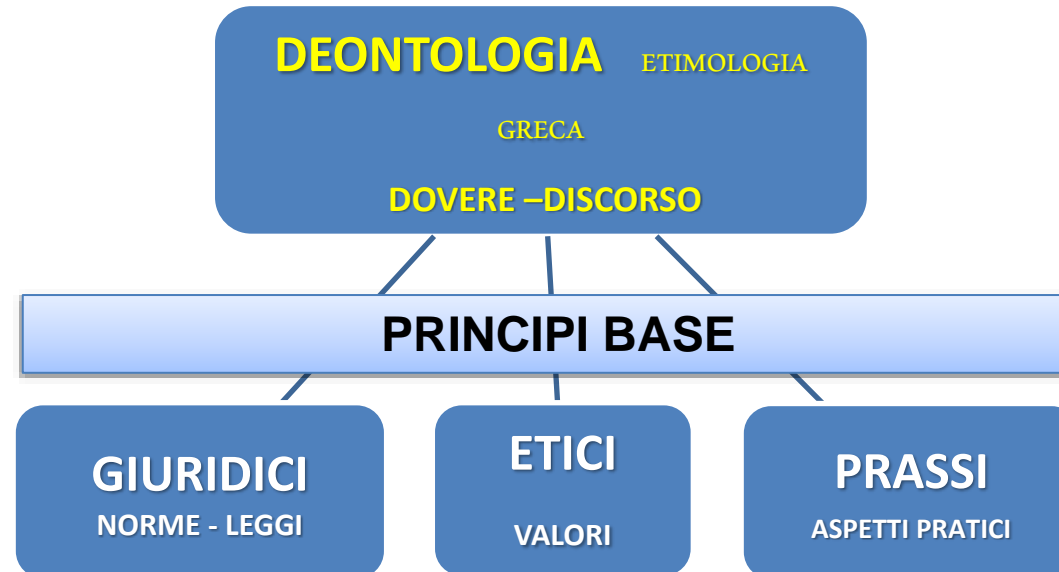 DEONTOLOGIA ETIMOLOGIA
GRECA
DOVERE –DISCORSO
PRINCIPI BASE
GIURIDICI
NORME - LEGGI
ETICI
VALORI
PRASSI
ASPETTI PRATICI